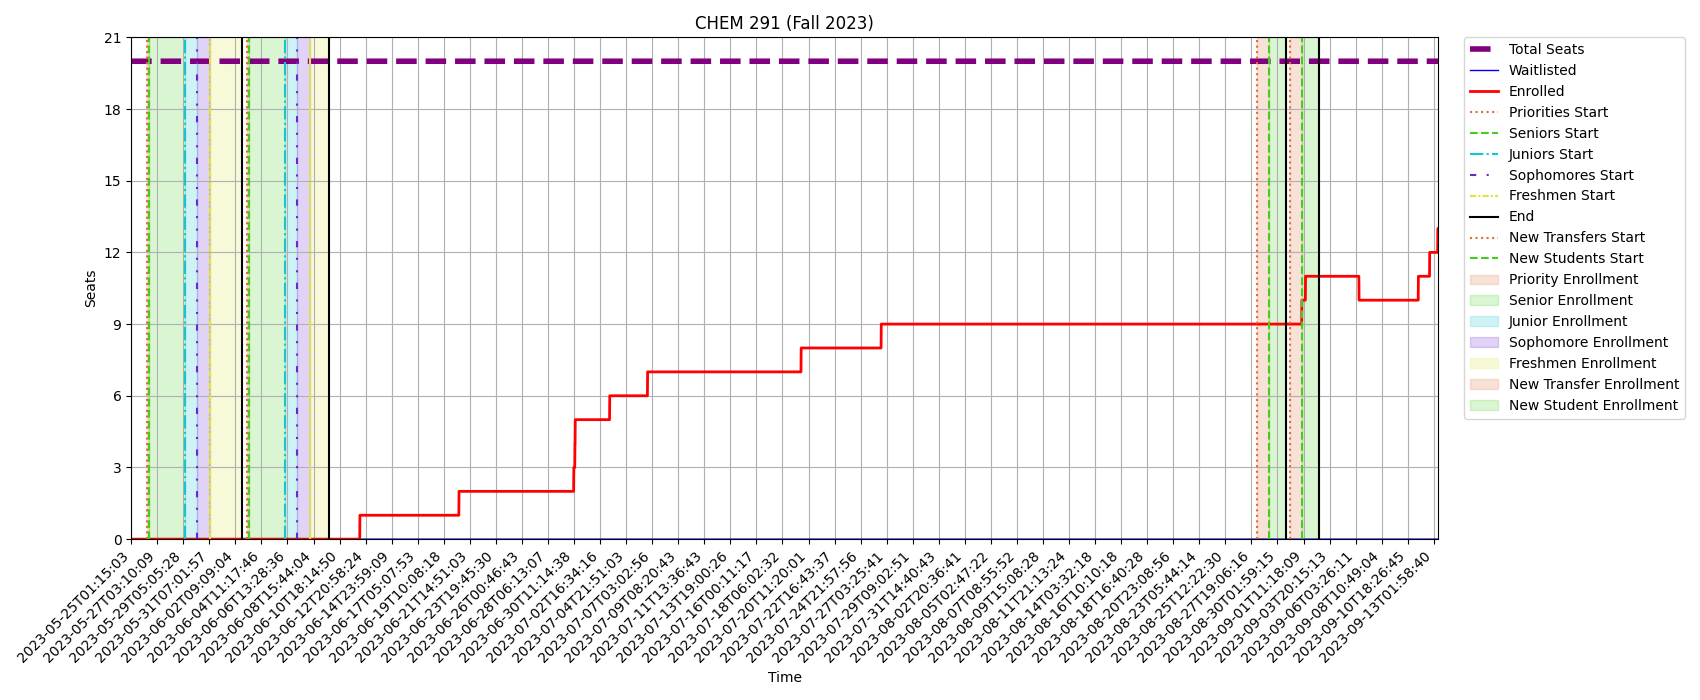 CHEM 291 (Fall 2023)
21
18
15
12
9
6
3
0
Seats
2023-05-25T01:15:03
2023-05-27T03:10:09
2023-05-29T05:05:28
2023-05-31T07:01:57
2023-06-02T09:09:04
2023-06-04T11:17:46
2023-06-06T13:28:36
2023-06-08T15:44:04
2023-06-10T18:14:50
2023-06-12T20:58:24
2023-06-14T23:59:09
2023-06-17T05:07:53
2023-06-19T10:08:18
2023-06-21T14:51:03
2023-06-23T19:45:30
2023-06-26T00:46:43
2023-06-28T06:13:07
2023-06-30T11:14:38
2023-07-02T16:34:16
2023-07-04T21:51:03
2023-07-07T03:02:56
2023-07-09T08:20:43
2023-07-11T13:36:43
2023-07-13T19:00:26
2023-07-16T00:11:17
2023-07-18T06:02:32
2023-07-20T11:20:01
2023-07-22T16:43:37
2023-07-24T21:57:56
2023-07-27T03:25:41
2023-07-29T09:02:51
2023-07-31T14:40:43
2023-08-02T20:36:41
2023-08-05T02:47:22
2023-08-07T08:55:52
2023-08-09T15:08:28
2023-08-11T21:13:24
2023-08-14T03:32:18
2023-08-16T10:10:18
2023-08-18T16:40:28
2023-08-20T23:08:56
2023-08-23T05:44:14
2023-08-25T12:22:30
2023-08-27T19:06:16
2023-08-30T01:59:15
2023-09-01T11:18:09
2023-09-03T20:15:13
2023-09-06T03:26:11
2023-09-08T10:49:04
2023-09-10T18:26:45
2023-09-13T01:58:40
Time
Total Seats
Waitlisted
Enrolled
Priorities Start
Seniors Start
Juniors Start
Sophomores Start
Freshmen Start
End
New Transfers Start
New Students Start
Priority Enrollment
Senior Enrollment
Junior Enrollment
Sophomore Enrollment
Freshmen Enrollment
New Transfer Enrollment
New Student Enrollment